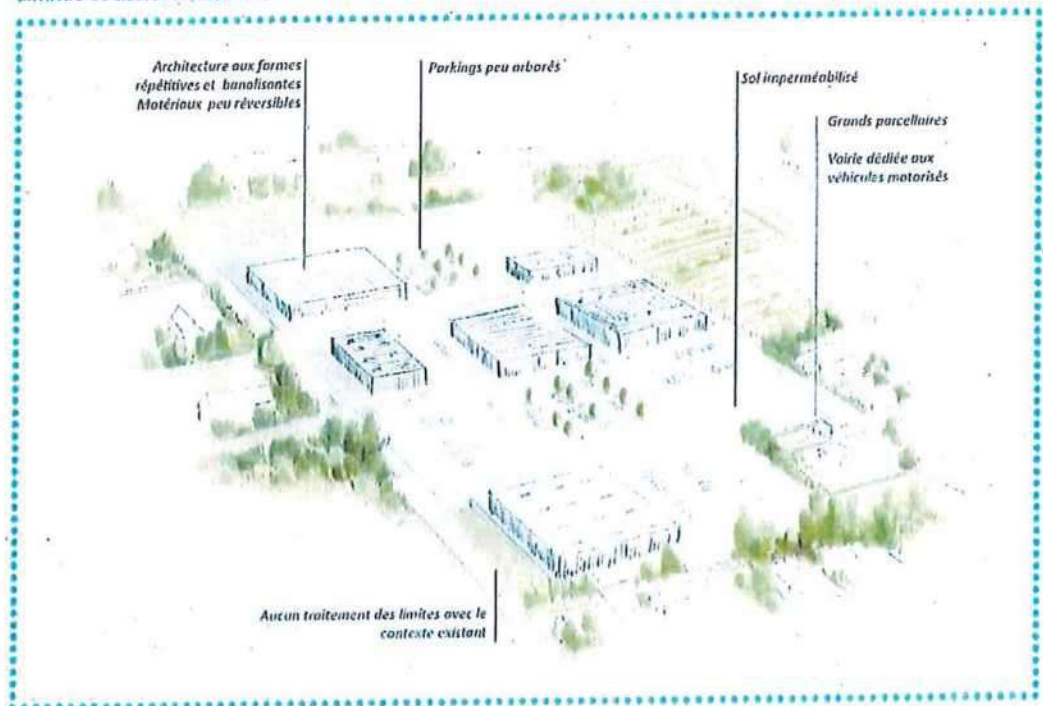 Architecture aux formes
répétitives et banalisantes
Matériaux peu réversibles
Parkings peu arborés
Sol imperméabilisé
Grands parcellaires
Voirie dédiée aux
véhicules motorisés
Aucun traitement des limites avec le
contexte existant